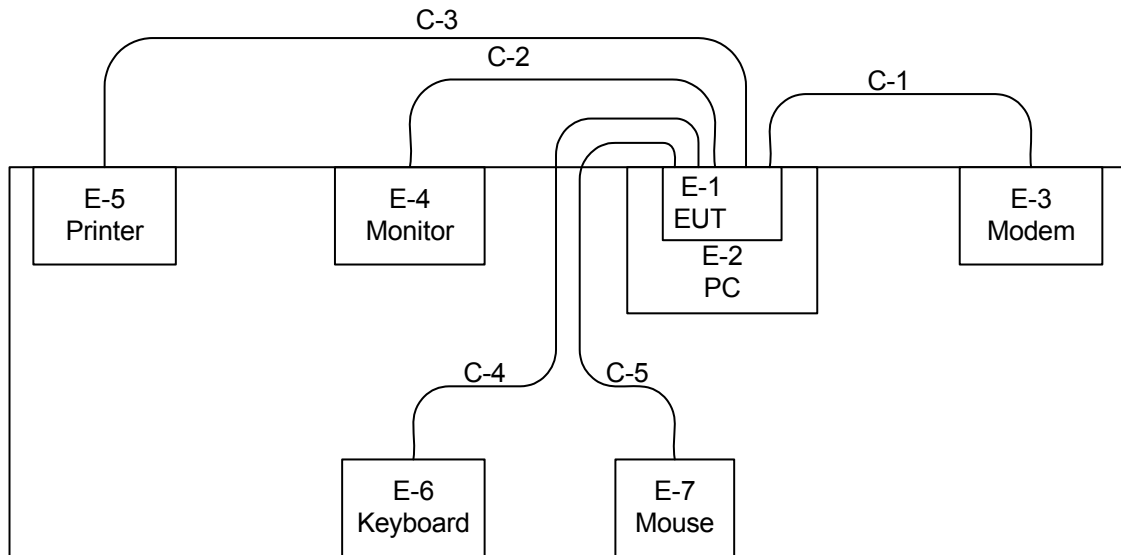 C-3
C-2
C-1
E-5
Printer
E-4
Monitor
E-1
EUT
E-2
PC
E-3
Modem
C-4
C-5
E-6
Keyboard
E-7
Mouse